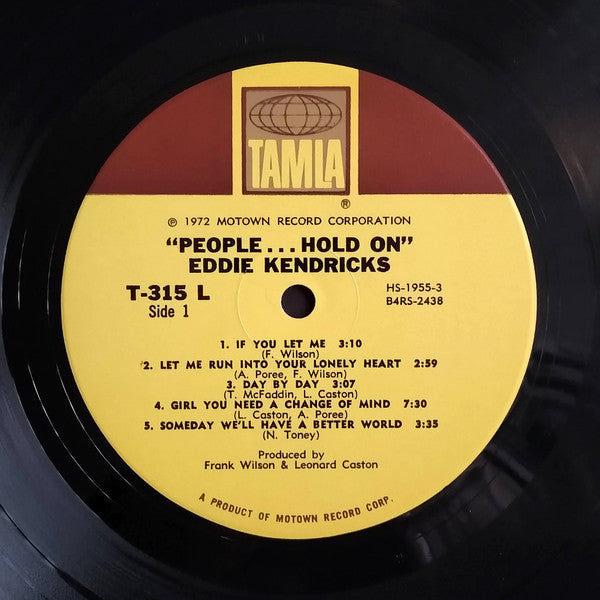 TAMLA
®
℗ 1972 MOTOWN RECORD CORPORATION
"PEOPLE... HOLD ON"
EDDIE KENDRICKS
T-315 L
Side 1
HS-1955-3
B4RS-2438
1. IF YOU LET ME 3:10
(F. Wilson)
2. LET ME RUN INTO YOUR LONELY HEART 2:59
(A. Poree, F. Wilson)
3. DAY BY DAY 3:07
(T. McFaddin, L. Caston)
4. GIRL YOU NEED A CHANGE OF MIND 7:30
(L. Caston, A. Poree)
5. SOMEDAY WE'LL HAVE A BETTER WORLD 3:35
(N. Toney)
Produced by
Frank Wilson & Leonard Caston
A PRODUCT OF MOTOWN RECORD CORP.